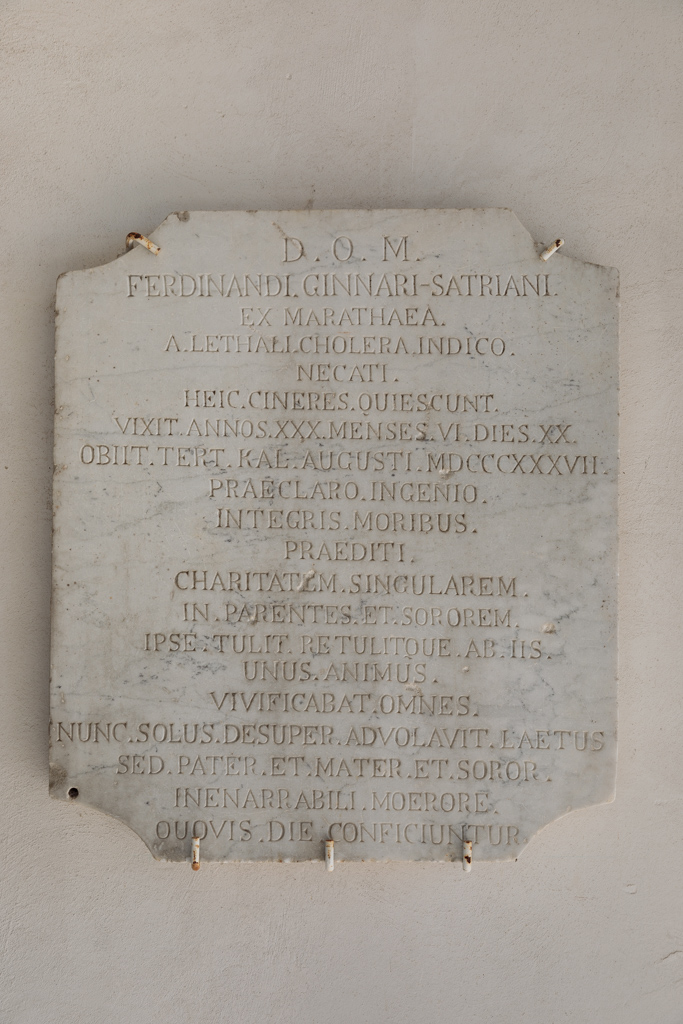 D. O. M.
FERDINANDI. GINNARI-SATRIANI.
EX MARATHAEA.
A. LETHALI. CHOLERA. INDICO.
NECATI.
HEIC. CINERES. QUIESCUNT.
VIXIT. ANNOS. XXX. MENSES. VI. DIES. XX.
OBIIT. TERT. KAL. AUGUSTI. MDCCCXXXVII.
PRAECLARO. INGENIO.
INTEGRIS. MORIBUS.
PRAEDITI.
CHARITATEM. SINGULAREM.
IN. PARENTES. ET. SOROREM.
IPSE. TULIT. RETULITQUE. AB. IIS.
UNUS. ANIMUS.
VIVIFICABAT. OMNES.
NUNC. SOLUS. DESUPER. ADVOLAVIT. LAETUS
SED. PATER. ET. MATER. ET. SOROR.
INENARRABILI. MOERORE.
QUOVIS. DIE CONFICIUNTUR